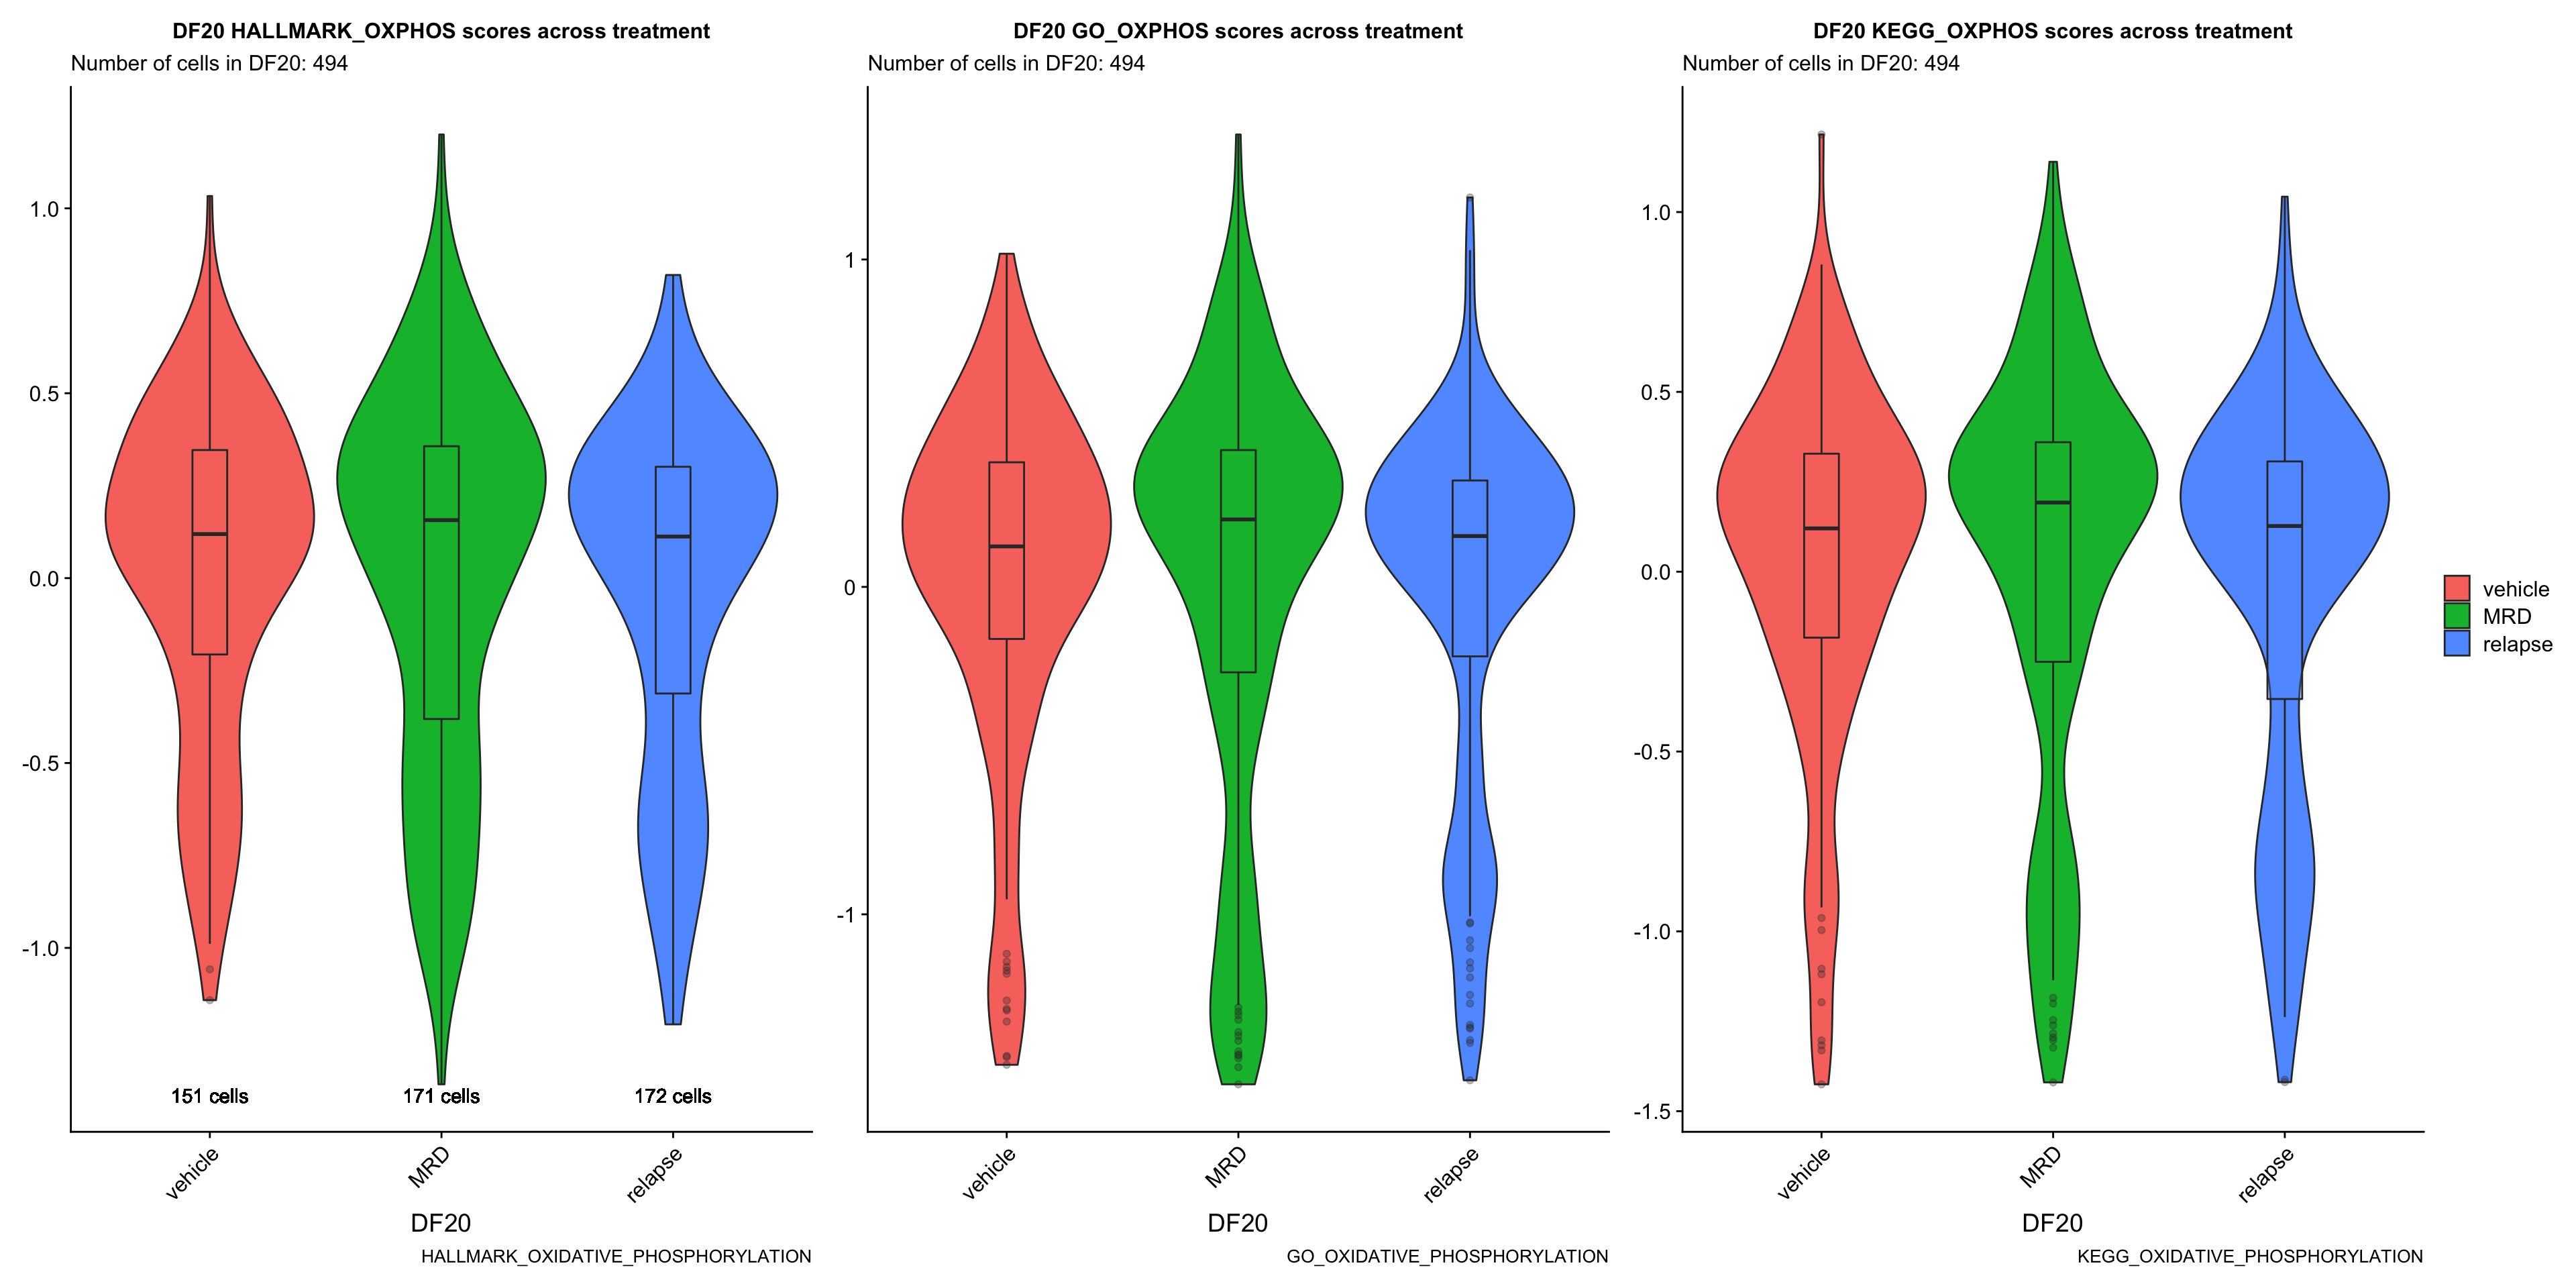 DF20 HALLMARK_OXPHOS scores across treatment
Number of cells in DF20: 494
1.0
0.5
0.0
-0.5
-1.0
151 cells
171 cells
172 cells
vehicle
MRD
relapse
DF20
HALLMARK_OXIDATIVE_PHOSPHORYLATION
DF20 GO_OXPHOS scores across treatment
Number of cells in DF20: 494
1
0
-1
vehicle
MRD
relapse
DF20
GO_OXIDATIVE_PHOSPHORYLATION
DF20 KEGG_OXPHOS scores across treatment
Number of cells in DF20: 494
1.0
0.5
0.0
-0.5
-1.0
-1.5
vehicle
MRD
relapse
DF20
KEGG_OXIDATIVE_PHOSPHORYLATION
vehicle
MRD
relapse